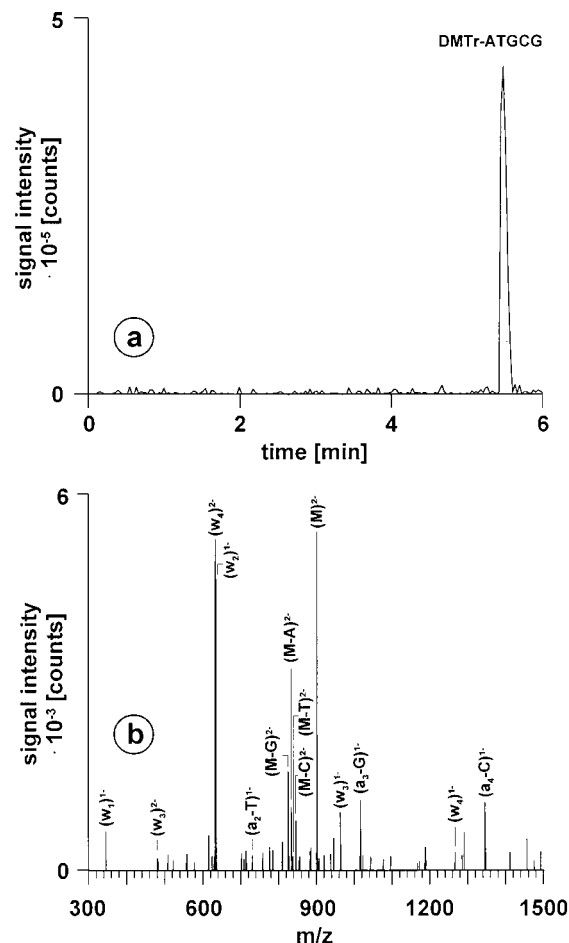 5
DMTr-ATGCG
signal intensity
· 10⁻⁵ [counts]
a
0
0 2 4 6
time [min]
6
(w₄)²⁻
(w₂)¹⁻
(M)²⁻
(M-A)²⁻
(M-T)²⁻
(M-G)²⁻
(M-C)²⁻
signal intensity
· 10⁻³ [counts]
b
(w₁)¹⁻
(w₃)²⁻
(a₂-T)¹⁻
(w₃)¹⁻
(a₃-G)¹⁻
(w₄)¹⁻
(a₄-C)¹⁻
0
300 600 900 1200 1500
m/z